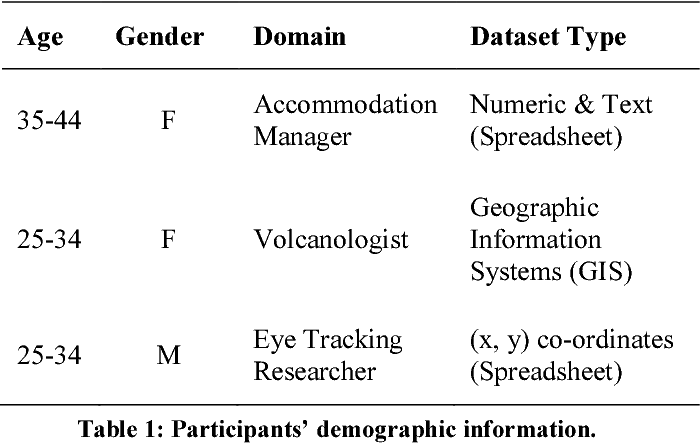 Age Gender Domain Dataset Type
35-44 F Accommodation Manager Numeric & Text (Spreadsheet)
25-34 F Volcanologist Geographic Information Systems (GIS)
25-34 M Eye Tracking Researcher (x, y) co-ordinates (Spreadsheet)
Table 1: Participants’ demographic information.